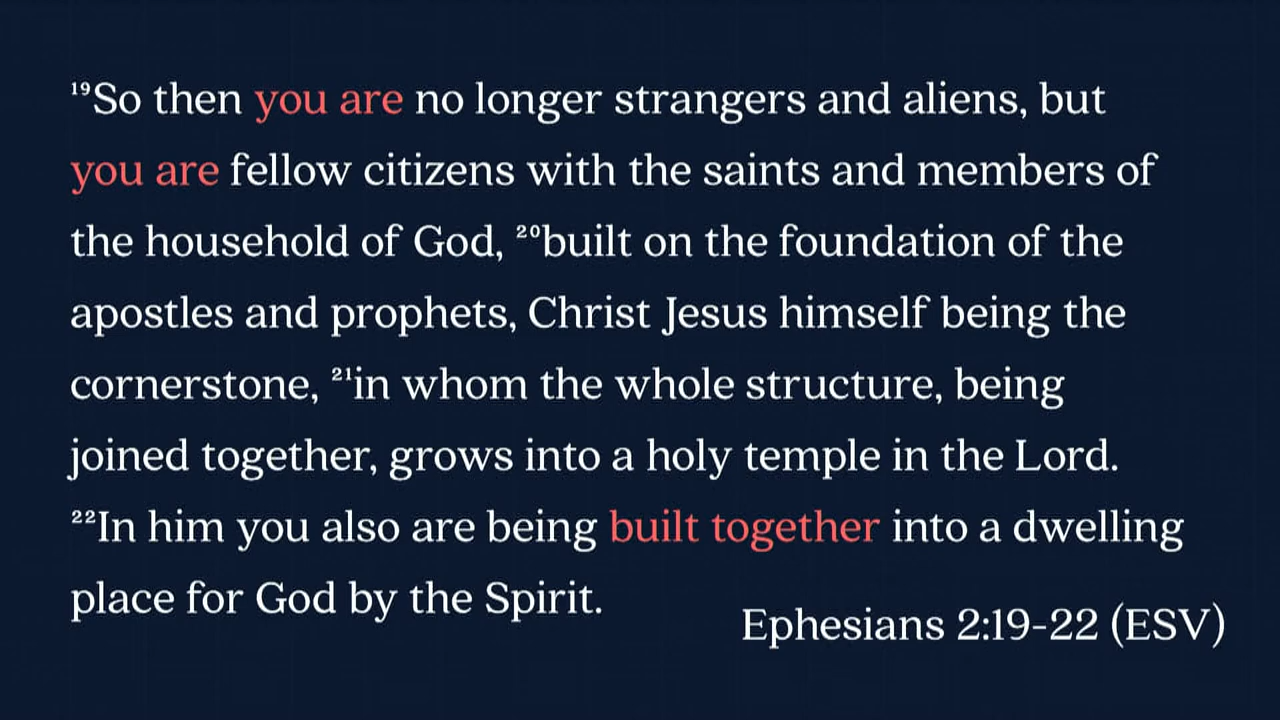 ¹⁹So then you are no longer strangers and aliens, but
you are fellow citizens with the saints and members of
the household of God, ²⁰built on the foundation of the
apostles and prophets, Christ Jesus himself being the
cornerstone, ²¹in whom the whole structure, being
joined together, grows into a holy temple in the Lord.
²²In him you also are being built together into a dwelling
place for God by the Spirit.
Ephesians 2:19-22 (ESV)